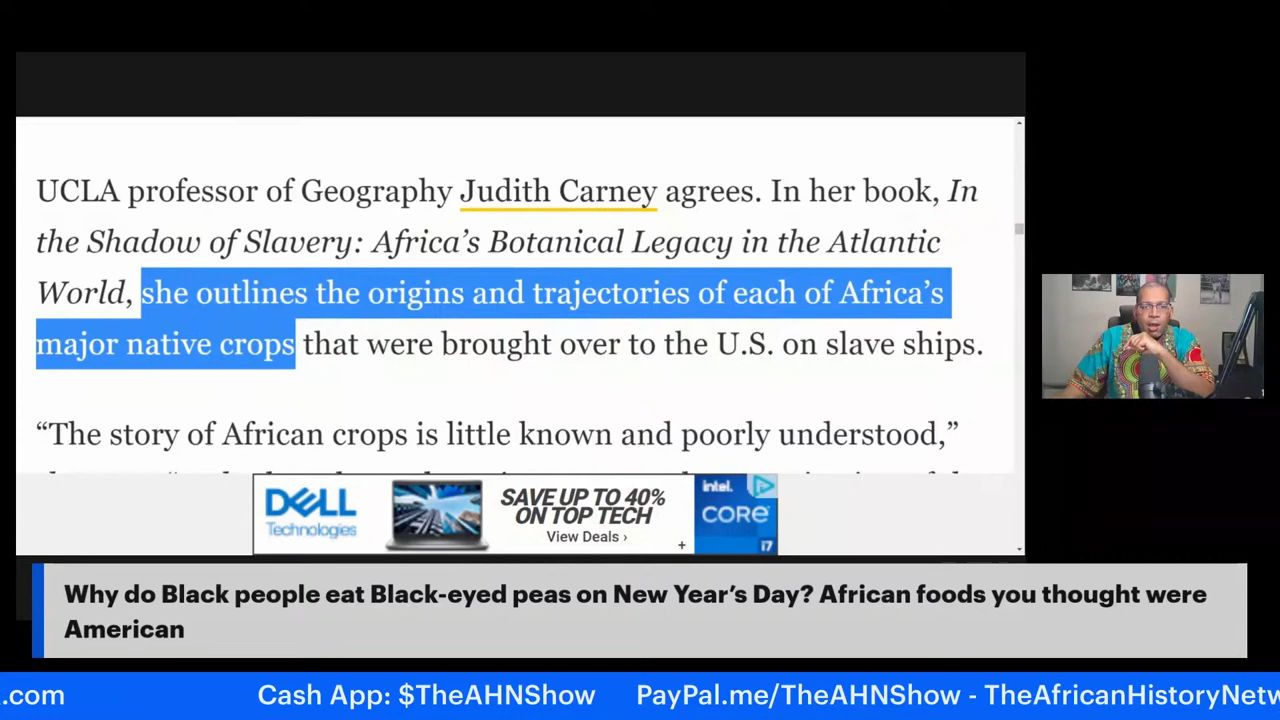 UCLA professor of Geography Judith Carney agrees. In her book, In
the Shadow of Slavery: Africa’s Botanical Legacy in the Atlantic
World, she outlines the origins and trajectories of each of Africa’s
major native crops that were brought over to the U.S. on slave ships.
“The story of African crops is little known and poorly understood,”
DELL
Technologies
SAVE UP TO 40%
ON TOP TECH
View Deals ›
+
intel.
CORE
i7
Why do Black people eat Black-eyed peas on New Year’s Day? African foods you thought were
American
.com Cash App: $TheAHNShow PayPal.me/TheAHNShow - TheAfricanHistoryNetw